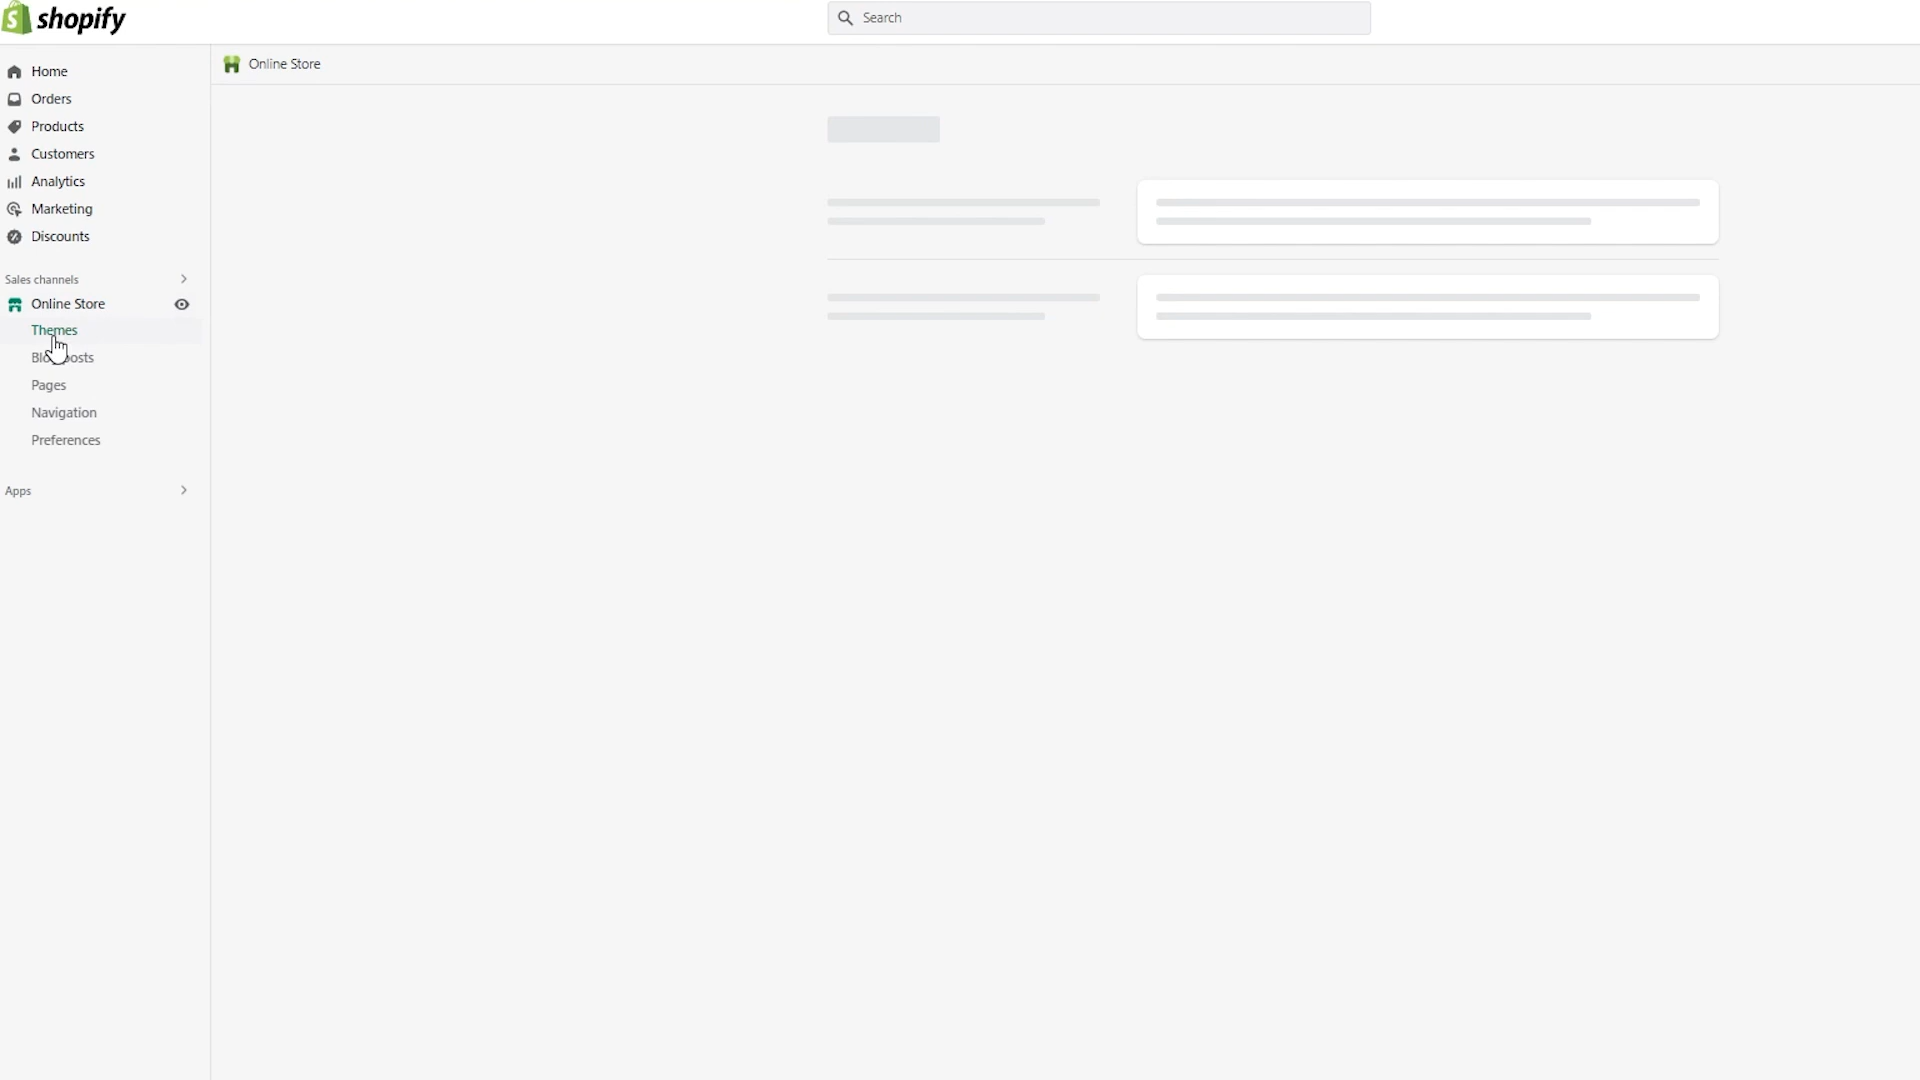 shopify
Search
Home
Online Store
Orders
Products
Customers
Analytics
Marketing
Discounts
Sales channels
Online Store
Themes
posts
Pages
Navigation
Preferences
Apps